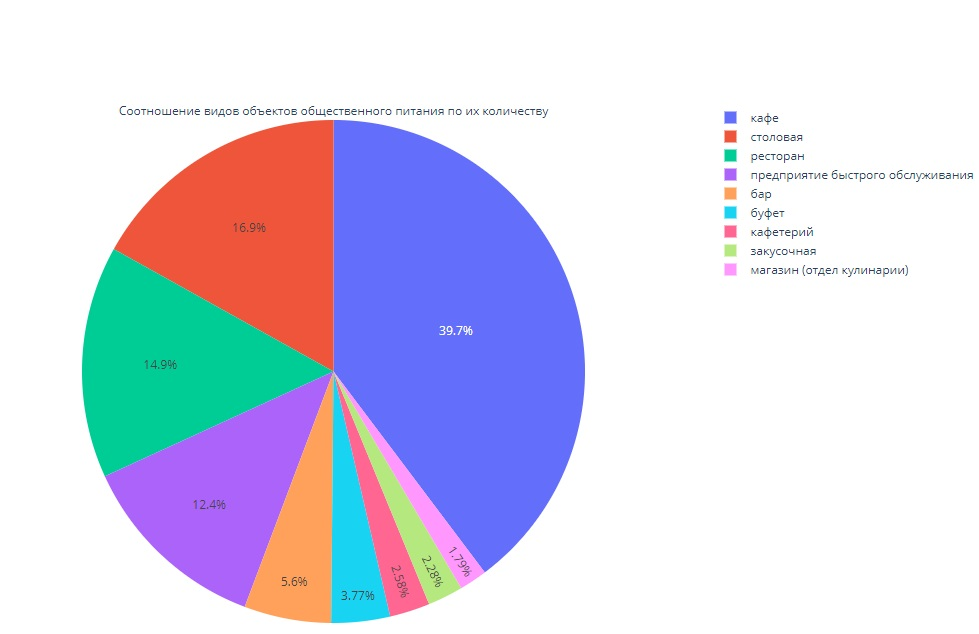 Соотношение видов объектов общественного питания по их количеству
кафе
столовая
ресторан
предприятие быстрого обслуживания
бар
буфет
кафетерий
закусочная
магазин (отдел кулинарии)
16.9%
39.7%
14.9%
12.4%
5.6%
3.77%
2.58%
2.28%
1.79%